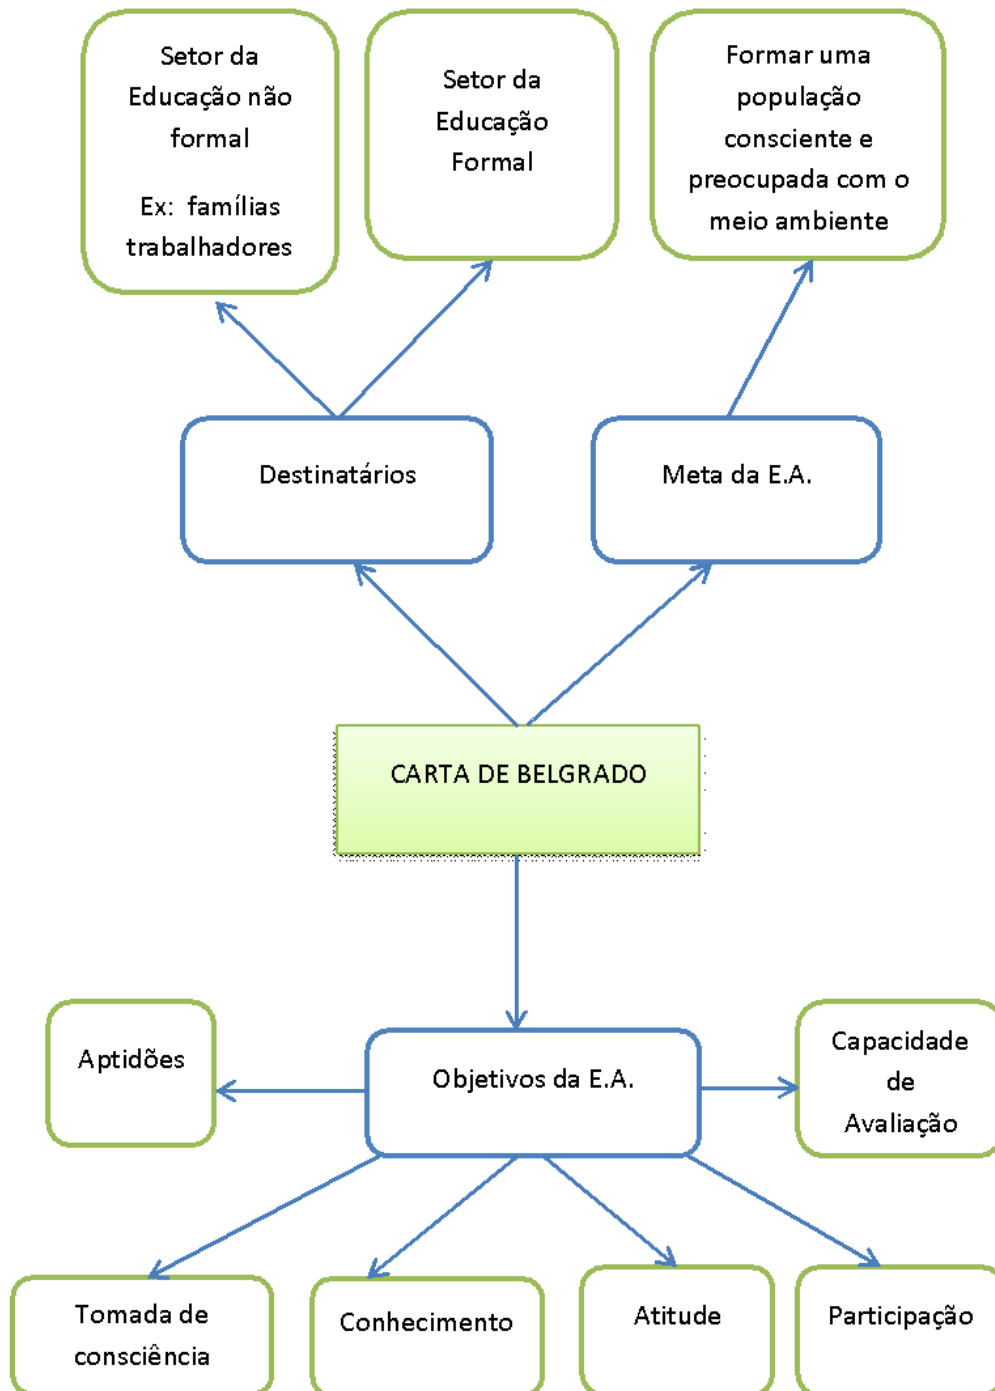 Setor da
Educação não
formal
Ex: famílias
trabalhadores
Setor da
Educação
Formal
Formar uma
população
consciente e
preocupada com o
meio ambiente
Destinatários
Meta da E.A.
CARTA DE BELGRADO
Aptidões
Objetivos da E.A.
Capacidade
de
Avaliação
Tomada de
consciência
Conhecimento
Atitude
Participação